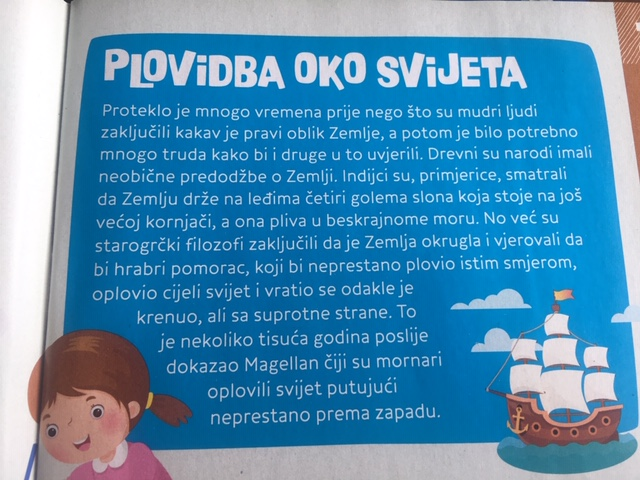 PLOVIDBA OKO SVIJETA
Proteklo je mnogo vremena prije nego što su mudri ljudi
zaključili kakav je pravi oblik Zemlje, a potom je bilo potrebno
mnogo truda kako bi i druge u to uvjerili. Drevni su narodi imali
neobične predodžbe o Zemlji. Indijci su, primjerice, smatrali
da Zemlju drže na leđima četiri golema slona koja stoje na još
većoj kornjači, a ona pliva u beskrajnome moru. No već su
starogrčki filozofi zaključili da je Zemlja okrugla i vjerovali da
bi hrabri pomorac, koji bi neprestano plovio istim smjerom,
oplovio cijeli svijet i vratio se odakle je
krenuo, ali sa suprotne strane. To
je nekoliko tisuća godina poslije
dokazao Magellan čiji su mornari
oplovili svijet putujući
neprestano prema zapadu.